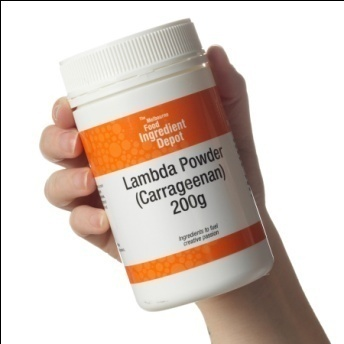 The Melbourne
Food
Ingredient
Depot
Lambda Powder
(Carrageenan)
200g
Ingredients to fuel
creative passion